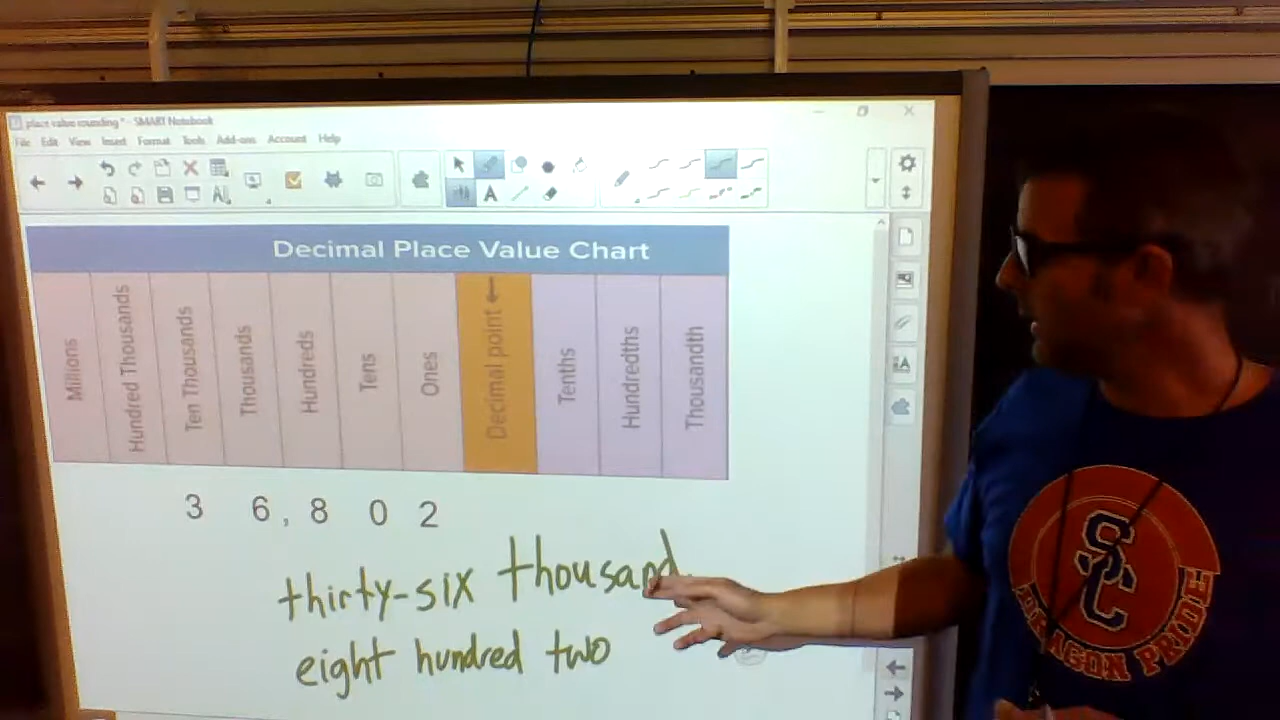 place value rounding * - SMART Notebook
File Edit View Insert Format Tools Add-ons Account Help
Decimal Place Value Chart
Millions
Hundred Thousands
Ten Thousands
Thousands
Hundreds
Tens
Ones
Decimal point
Tenths
Hundredths
Thousandth
3 6, 8 0 2
thirty-six thousand
eight hundred two
SC
DRAGON PRIDE